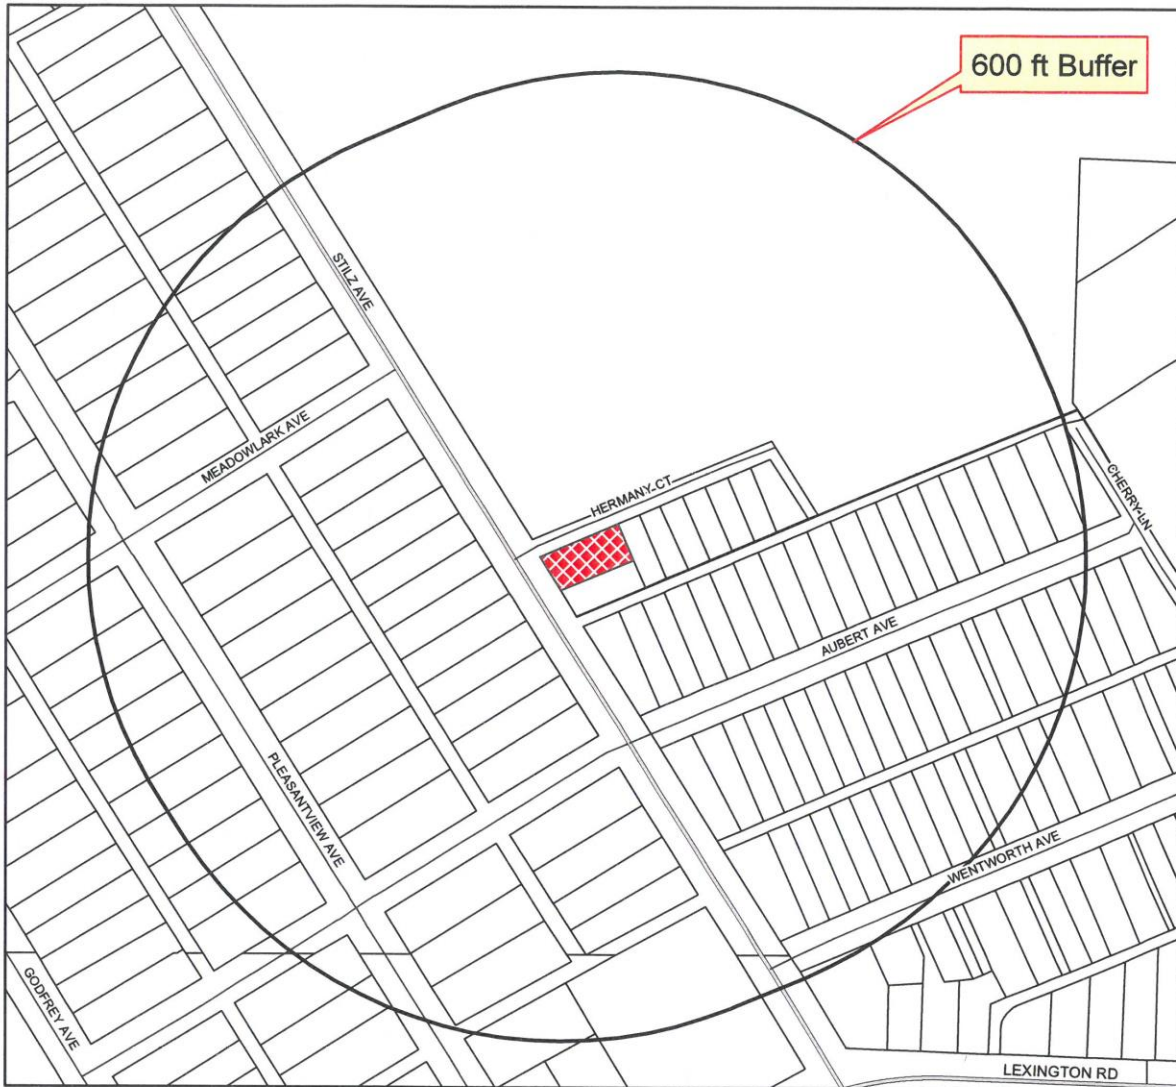 600 ft Buffer
STILZ AVE
MEADOWLARK AVE
HERMANY CT
CHERRY LN
AUBERT AVE
PLEASANTVIEW AVE
WENTWORTH AVE
GODFREY AVE
LEXINGTON RD